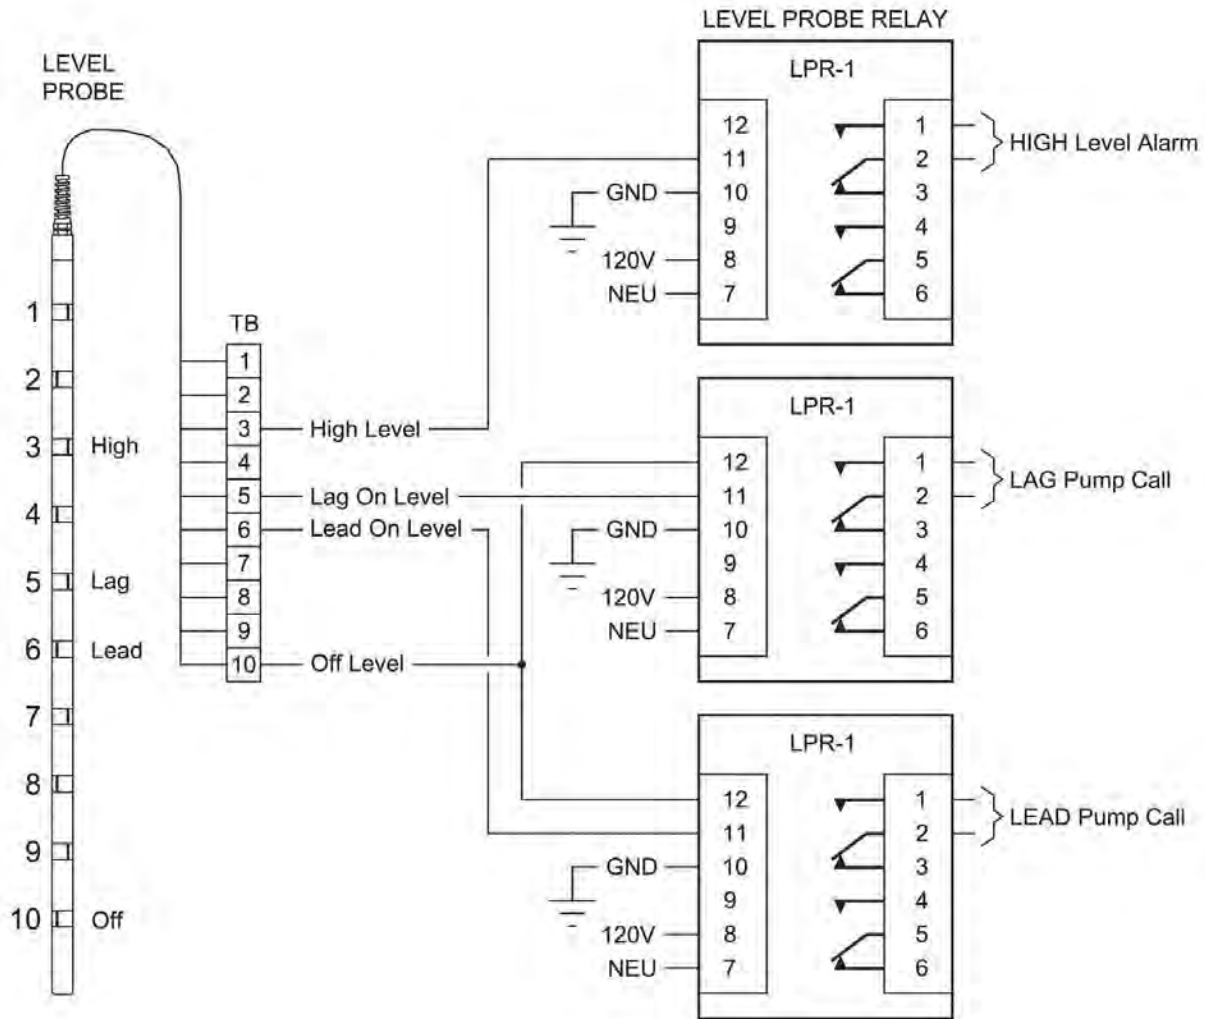 LEVEL PROBE RELAY
LEVEL
PROBE
1
2
3 High
4
5 Lag
6 Lead
7
8
9
10 Off
TB
1
2
3 High Level
4
5 Lag On Level
6 Lead On Level
7
8
9
10 Off Level
LPR-1
12 1
11 2
HIGH Level Alarm
GND 10 3
9 4
120V 8 5
NEU 7 6
LPR-1
12 1
11 2
LAG Pump Call
GND 10 3
9 4
120V 8 5
NEU 7 6
LPR-1
12 1
11 2
LEAD Pump Call
GND 10 3
9 4
120V 8 5
NEU 7 6